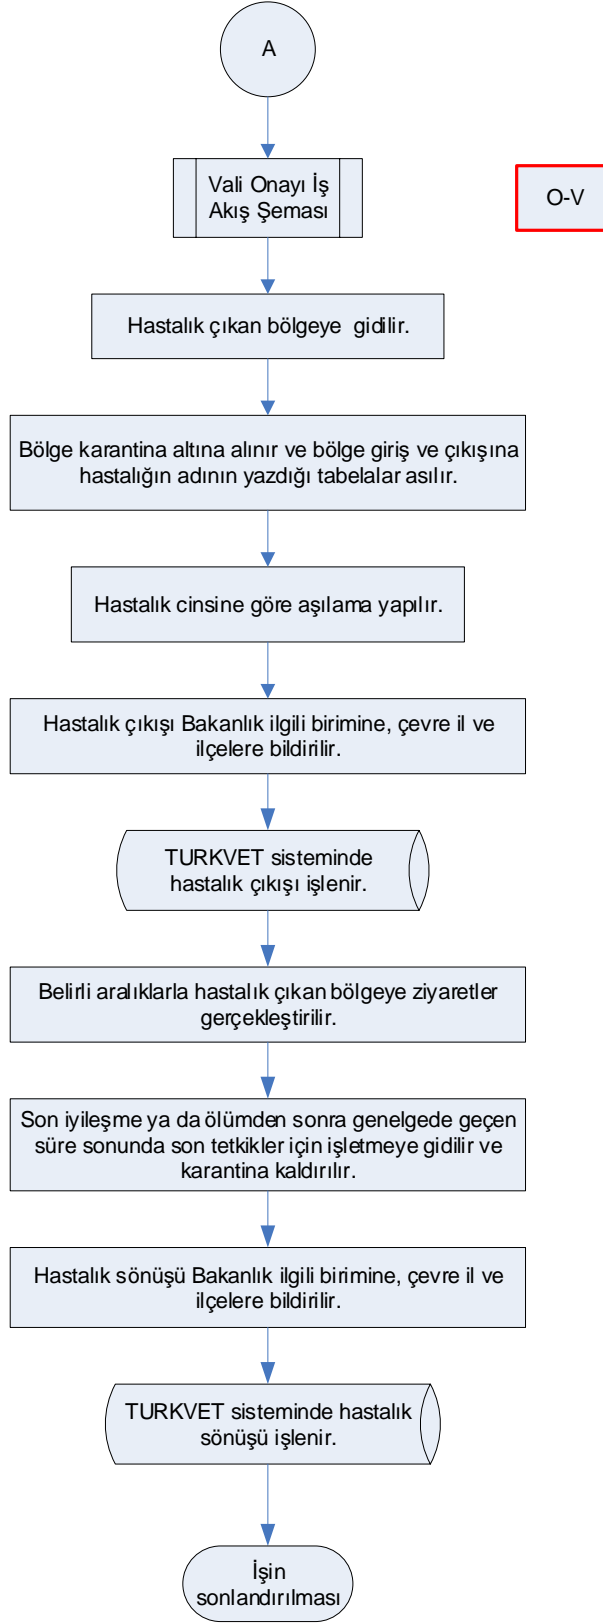 A
Vali Onayı İş
Akış Şeması
O-V
Hastalık çıkan bölgeye gidilir.
Bölge karantina altına alınır ve bölge giriş ve çıkışına
hastalığın adının yazdığı tabelalar asılır.
Hastalık cinsine göre aşılama yapılır.
Hastalık çıkışı Bakanlık ilgili birimine, çevre il ve
ilçelere bildirilir.
TURKVET sisteminde
hastalık çıkışı işlenir.
Belirli aralıklarla hastalık çıkan bölgeye ziyaretler
gerçekleştirilir.
Son iyileşme ya da ölümden sonra genelgede geçen
süre sonunda son tetkikler için işletmeye gidilir ve
karantina kaldırılır.
Hastalık sönüşü Bakanlık ilgili birimine, çevre il ve
ilçelere bildirilir.
TURKVET sisteminde hastalık
sönüşü işlenir.
İşin
sonlandırılması